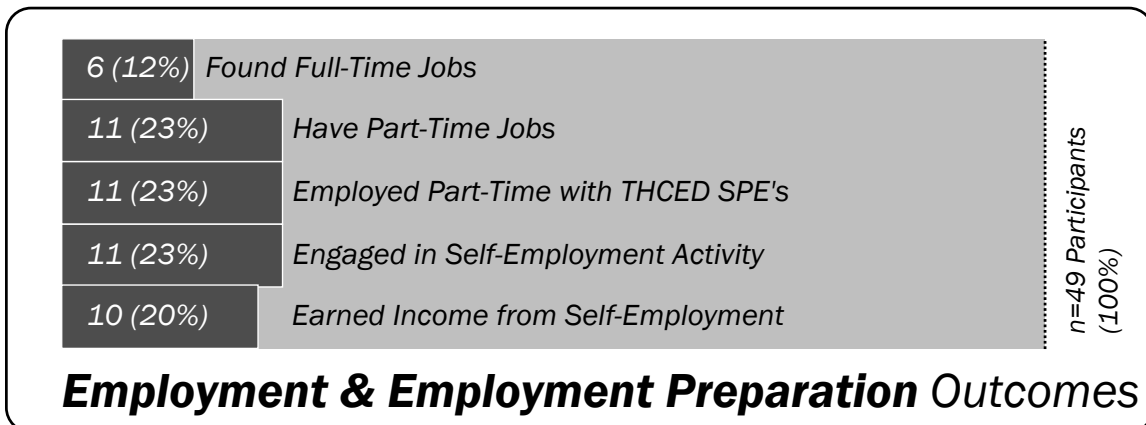 6 (12%) Found Full-Time Jobs
11 (23%) Have Part-Time Jobs
11 (23%) Employed Part-Time with THCED SPE's
11 (23%) Engaged in Self-Employment Activity
10 (20%) Earned Income from Self-Employment
n=49 Participants
(100%)
Employment & Employment Preparation Outcomes